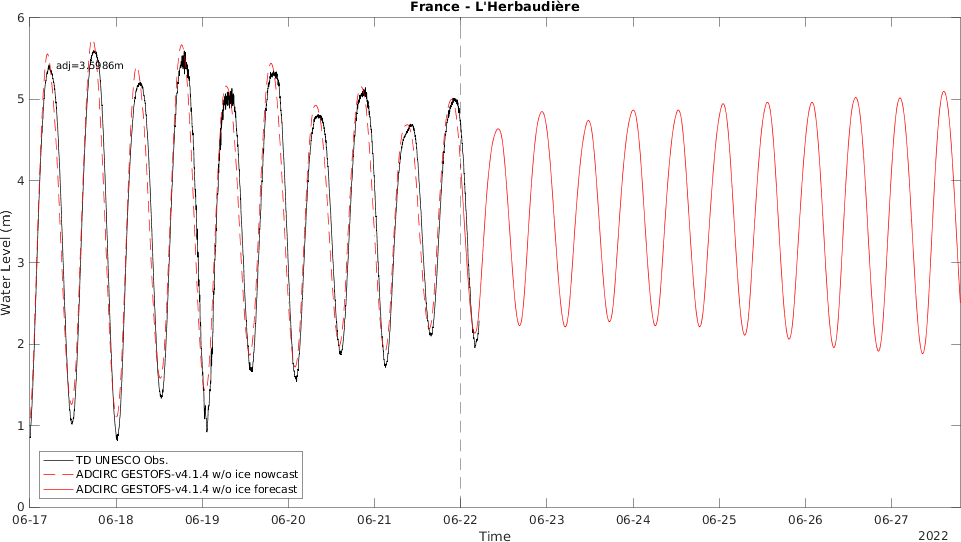 France - L'Herbaudière
adj=3.5986m
Water Level (m)
6
5
4
3
2
1
0
TD UNESCO Obs.
ADCIRC GESTOFS-v4.1.4 w/o ice nowcast
ADCIRC GESTOFS-v4.1.4 w/o ice forecast
06-17 06-18 06-19 06-20 06-21 06-22 06-23 06-24 06-25 06-26 06-27
Time
2022